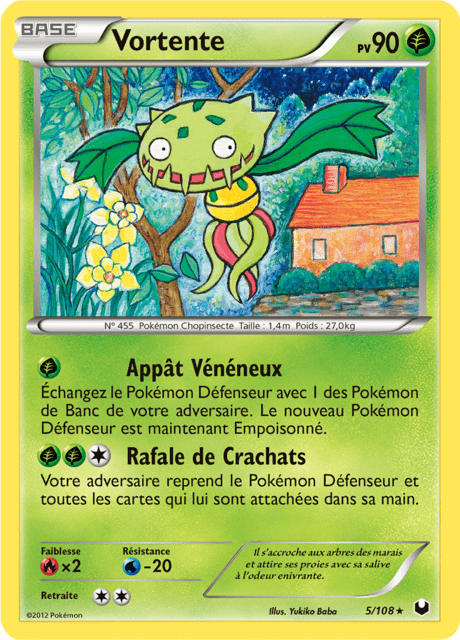 BASE
Vortente
PV 90
N° 455 Pokémon Chopinsecte Taille : 1,4m Poids : 27,0kg
Appât Vénéneux
Échangez le Pokémon Défenseur avec 1 des Pokémon
de Banc de votre adversaire. Le nouveau Pokémon
Défenseur est maintenant Empoisonné.
Rafale de Crachats
Votre adversaire reprend le Pokémon Défenseur et
toutes les cartes qui lui sont attachées dans sa main.
Faiblesse
×2
Résistance
-20
Retraite
Il s'accroche aux arbres des marais
et attire ses proies avec sa salive
à l'odeur enivrante.
©2012 Pokémon
Illus. Yukiko Baba
5/108 ★